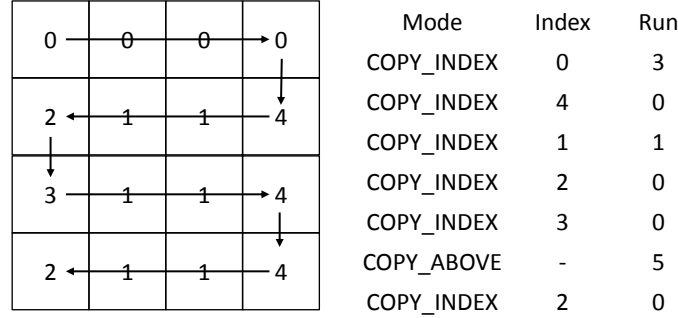 0 0 0 0
2 1 1 4
3 1 1 4
2 1 1 4
Mode Index Run
COPY_INDEX 0 3
COPY_INDEX 4 0
COPY_INDEX 1 1
COPY_INDEX 2 0
COPY_INDEX 3 0
COPY_ABOVE - 5
COPY_INDEX 2 0